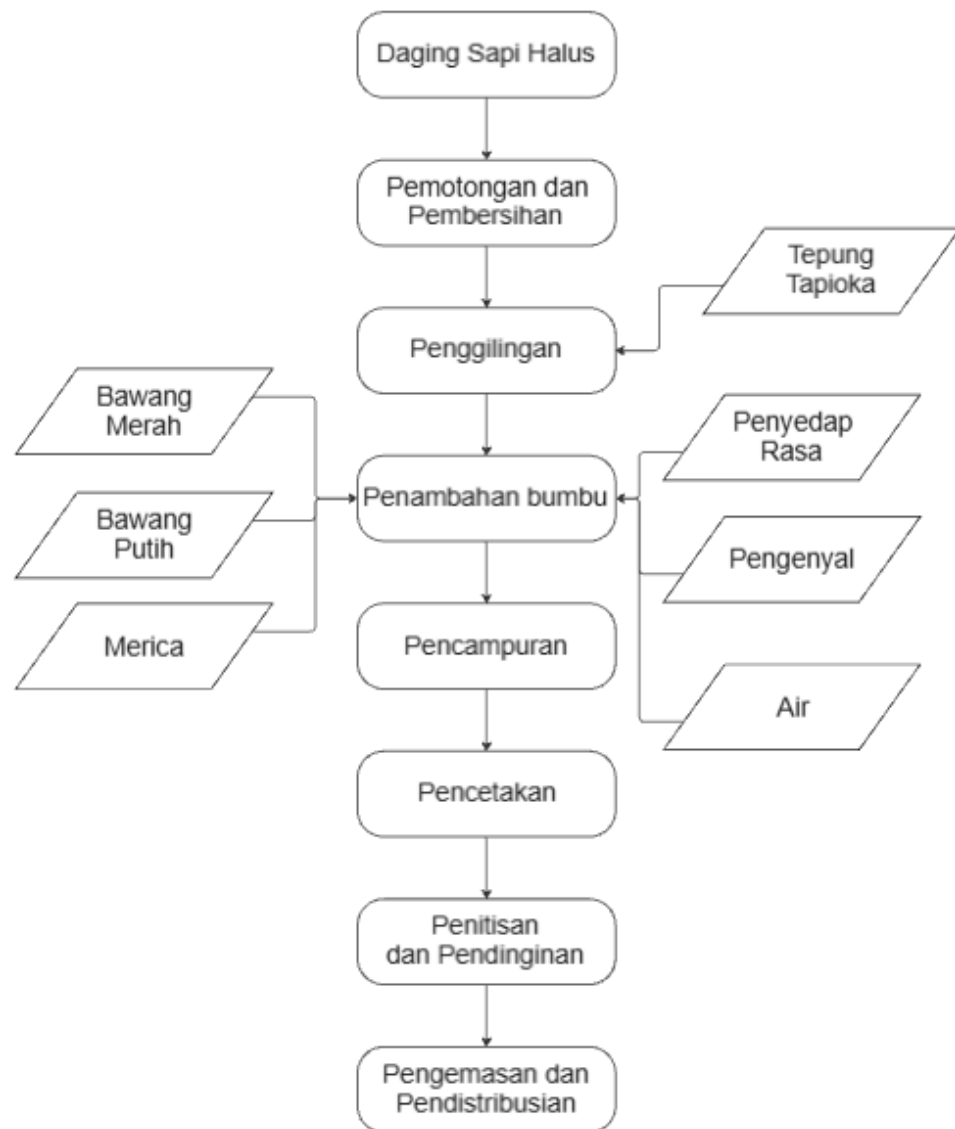 Daging Sapi Halus
Pemotongan dan
Pembersihan
Tepung
Tapioka
Penggilingan
Bawang
Merah
Penyedap
Rasa
Penambahan bumbu
Bawang
Putih
Pengenyal
Merica
Pencampuran
Air
Pencetakan
Penitisan
dan Pendinginan
Pengemasan dan
Pendistribusian